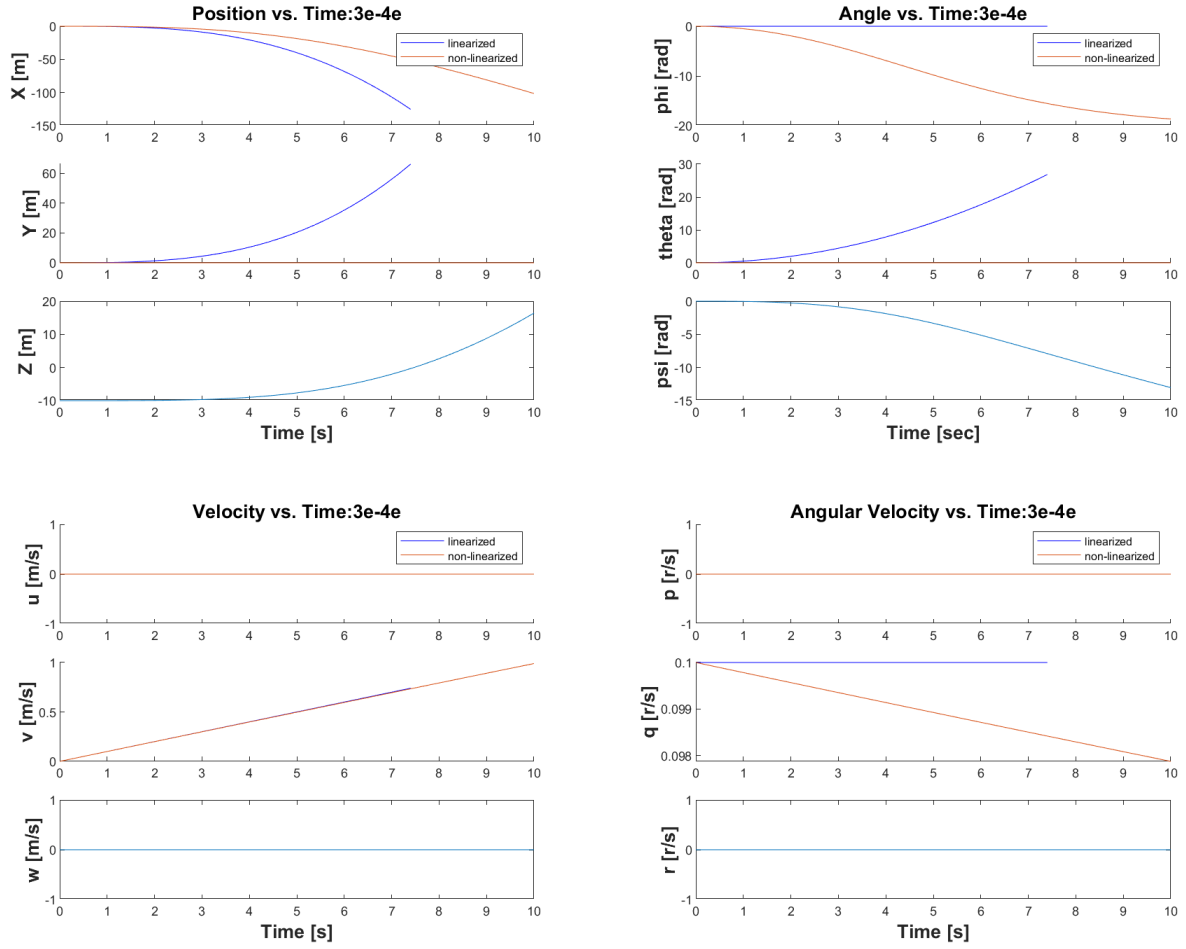 Position vs. Time:3e-4e
X [m]
0
-50
-100
-150
linearized
non-linearized
0 1 2 3 4 5 6 7 8 9 10
Y [m]
60
40
20
0
0 1 2 3 4 5 6 7 8 9 10
Z [m]
20
10
0
-10
0 1 2 3 4 5 6 7 8 9 10
Time [s]
Angle vs. Time:3e-4e
phi [rad]
0
-10
-20
linearized
non-linearized
0 1 2 3 4 5 6 7 8 9 10
theta [rad]
30
20
10
0
0 1 2 3 4 5 6 7 8 9 10
psi [rad]
0
-5
-10
-15
0 1 2 3 4 5 6 7 8 9 10
Time [sec]
Velocity vs. Time:3e-4e
u [m/s]
1
0
-1
linearized
non-linearized
0 1 2 3 4 5 6 7 8 9 10
v [m/s]
1
0.5
0
0 1 2 3 4 5 6 7 8 9 10
w [m/s]
1
0
-1
0 1 2 3 4 5 6 7 8 9 10
Time [s]
Angular Velocity vs. Time:3e-4e
p [r/s]
1
0
-1
linearized
non-linearized
0 1 2 3 4 5 6 7 8 9 10
q [r/s]
0.1
0.099
0.098
0 1 2 3 4 5 6 7 8 9 10
r [r/s]
1
0
-1
0 1 2 3 4 5 6 7 8 9 10
Time [s]